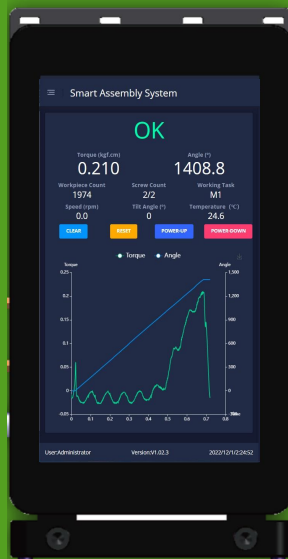 Smart Assembly System
OK
Torque (kgf.cm) Angle (°)
0.210 1408.8
Workpiece Count Screw Count Working Task
1974 2/2 M1
Speed (rpm) Tilt Angle (°) Temperature (℃)
0.0 0 24.6
CLEAR RESET POWER-UP POWER-DOWN
Torque Angle
Torque Angle
0.25 1,500
0.2 1,200
0.15 900
0.1 600
0.05 300
0 0
-0.05
0 0.1 0.2 0.3 0.4 0.5 0.6 0.7 0.8
User:Administrator Version:V1.02.3 2022/12/1/2:24:52